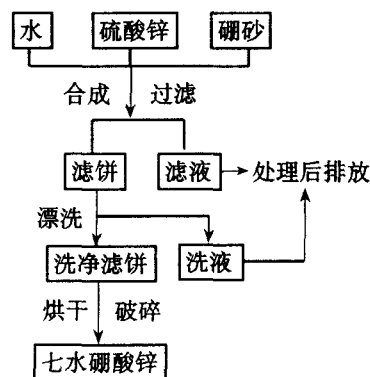 水 硫酸锌 硼砂
合成 过滤
滤饼 滤液 处理后排放
漂洗
洗净滤饼 洗液
烘干 破碎
七水硼酸锌